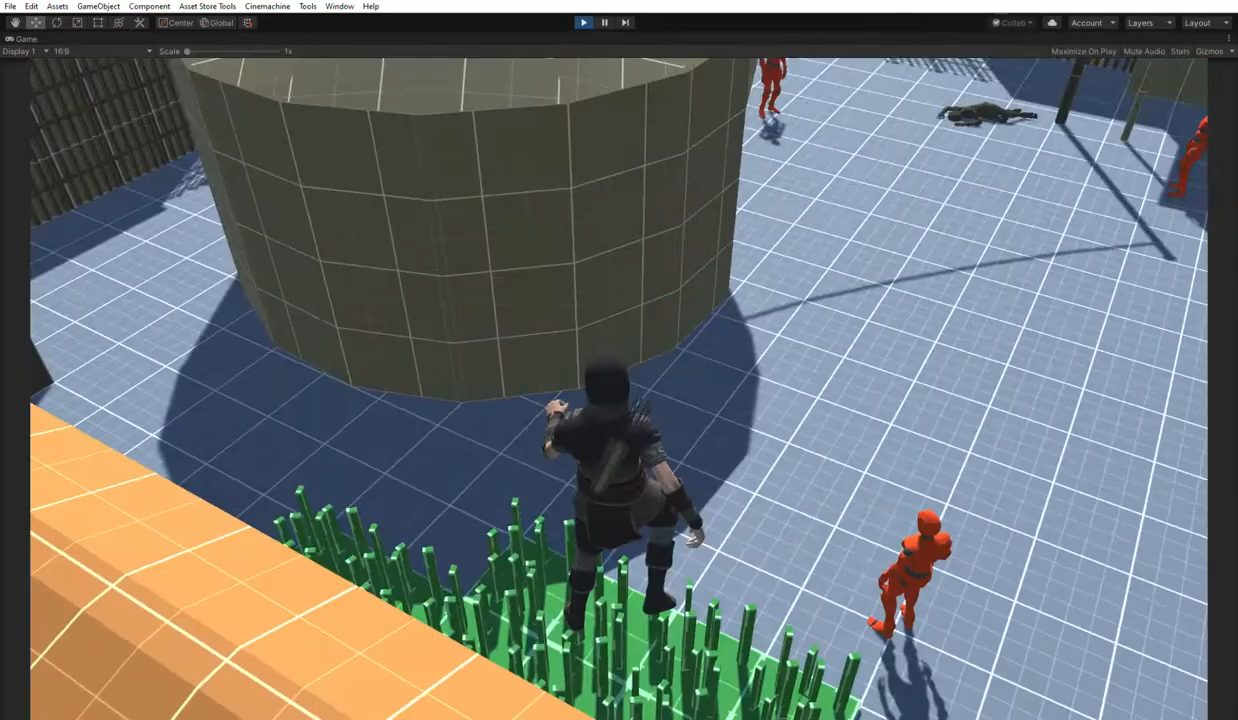 File Edit Assets GameObject Component Asset Store Tools Cinemachine Tools Window Help
Center Global Collab Account Layers Layout
Game
Display 1 16:9 Scale 1x Maximize On Play Mute Audio Stats Gizmos